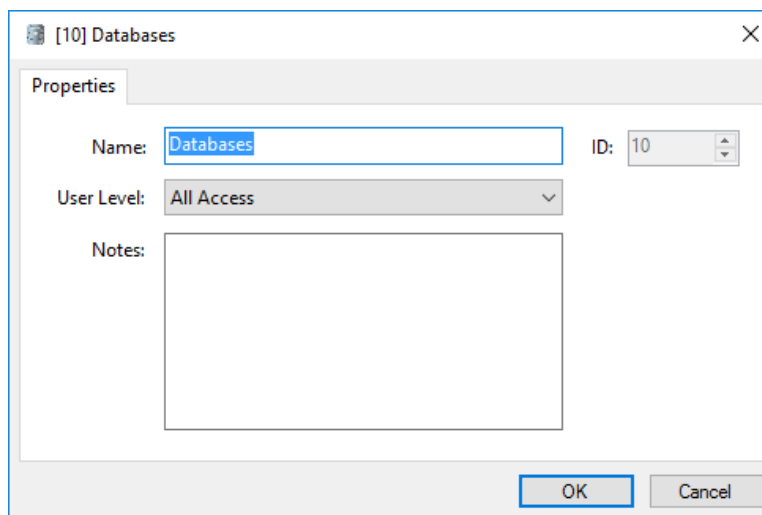 [10] Databases
Properties
Name: Databases ID: 10
User Level: All Access
Notes:
OK Cancel